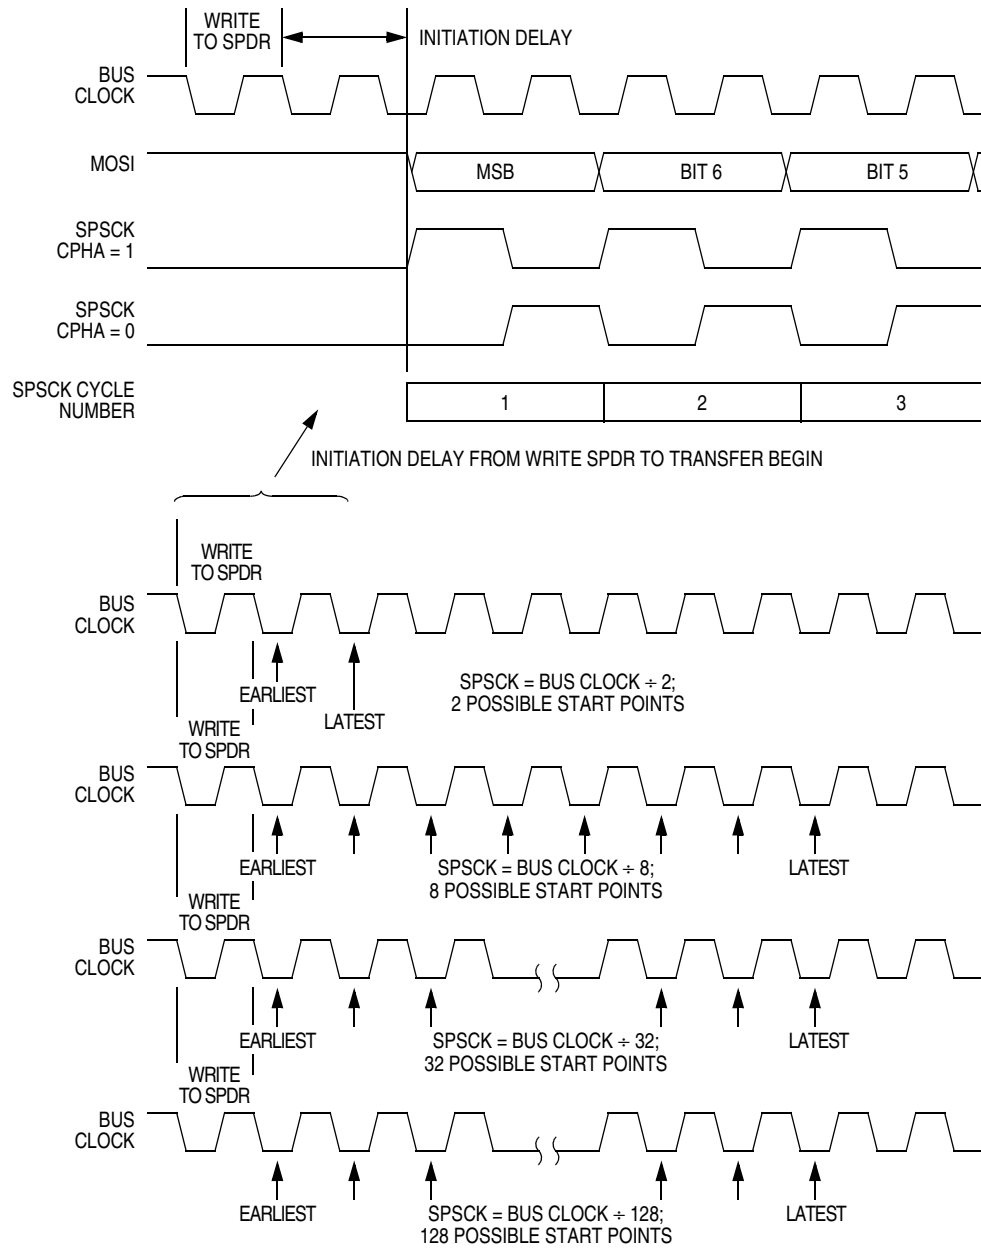 WRITE
TO SPDR
INITIATION DELAY
BUS
CLOCK
MOSI
MSB
BIT 6
BIT 5
SPSCK
CPHA = 1
SPSCK
CPHA = 0
SPSCK CYCLE
NUMBER
1
2
3
INITIATION DELAY FROM WRITE SPDR TO TRANSFER BEGIN
WRITE
TO SPDR
BUS
CLOCK
EARLIEST
LATEST
SPSCK = BUS CLOCK ÷ 2;
2 POSSIBLE START POINTS
WRITE
TO SPDR
BUS
CLOCK
EARLIEST
SPSCK = BUS CLOCK ÷ 8;
8 POSSIBLE START POINTS
LATEST
WRITE
TO SPDR
BUS
CLOCK
EARLIEST
SPSCK = BUS CLOCK ÷ 32;
32 POSSIBLE START POINTS
LATEST
WRITE
TO SPDR
BUS
CLOCK
EARLIEST
SPSCK = BUS CLOCK ÷ 128;
128 POSSIBLE START POINTS
LATEST